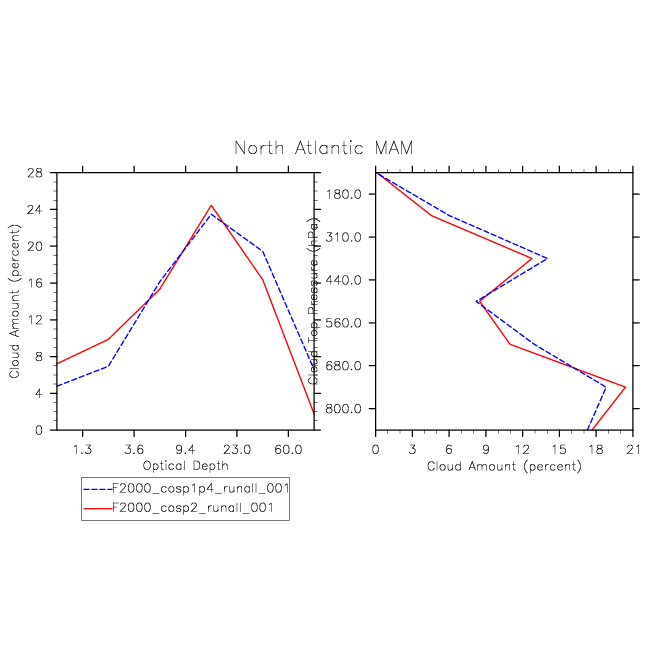 North Atlantic MAM
Cloud Amount (percent)
28
24
20
16
12
8
4
0
1.3 3.6 9.4 23.0 60.0
Optical Depth
Cloud Top Pressure (hPa)
180.0
310.0
440.0
560.0
680.0
800.0
0 3 6 9 12 15 18 21
Cloud Amount (percent)
F2000_cosp1p4_runall_001
F2000_cosp2_runall_001